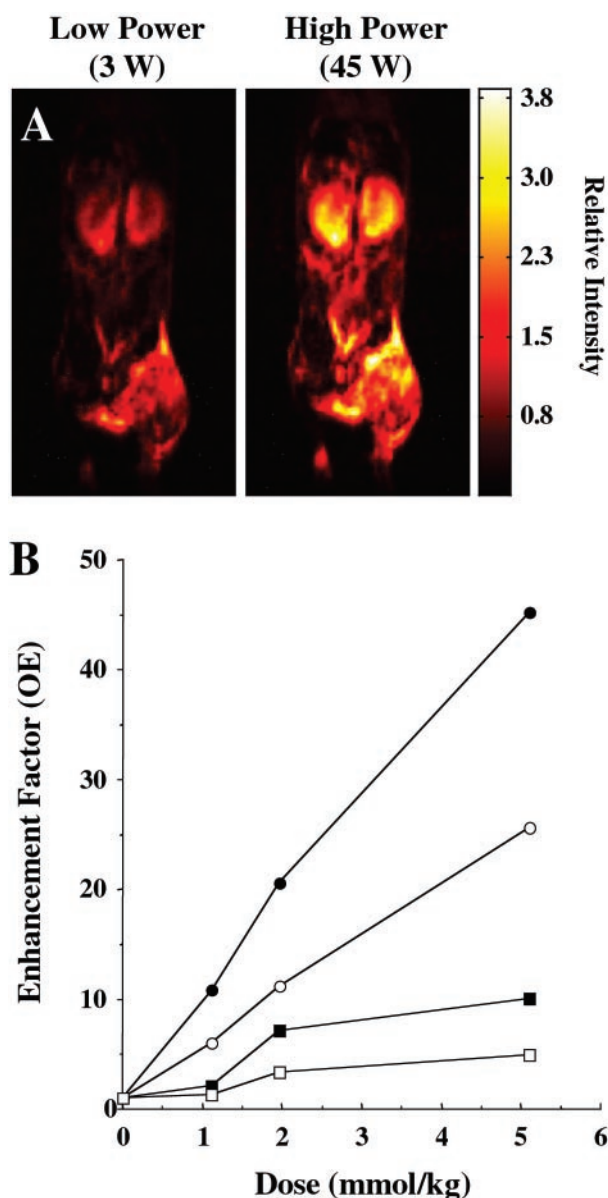 Low Power
(3 W)
High Power
(45 W)
A
3.8
3.0
2.3
1.5
0.8
Relative Intensity
B
50
40
30
20
10
0
Enhancement Factor (OE)
0 1 2 3 4 5 6
Dose (mmol/kg)